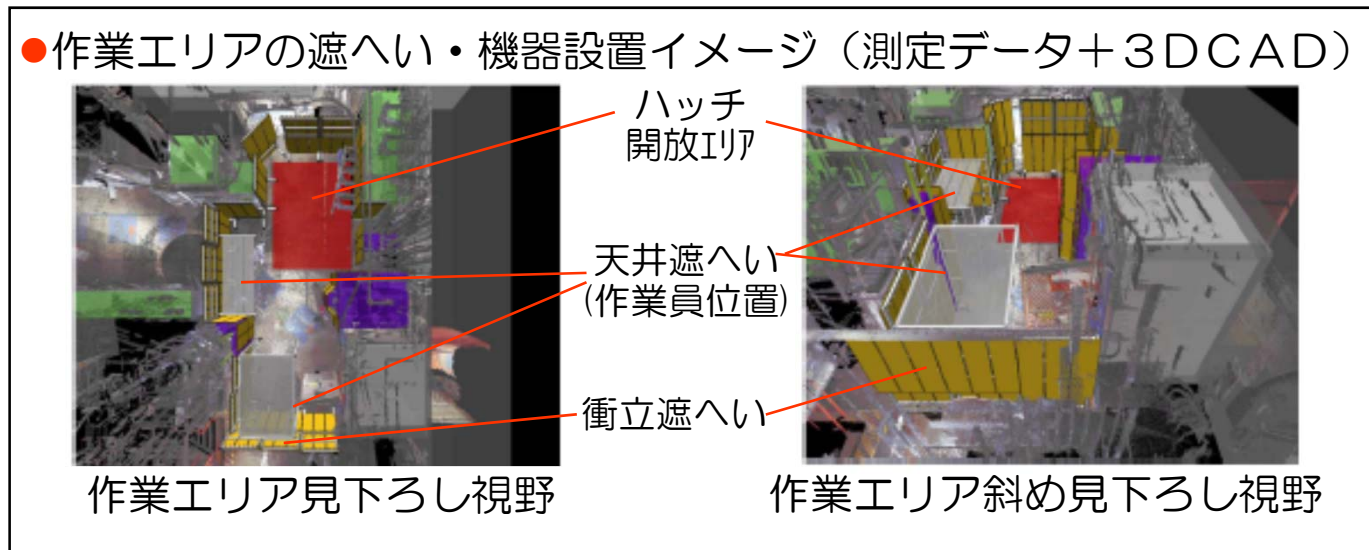 ●作業エリアの遮へい・機器設置イメージ（測定データ＋３ＤＣＡＤ）
ハッチ
開放ｴﾘｱ
天井遮へい
(作業員位置)
衝立遮へい
作業エリア見下ろし視野
作業エリア斜め見下ろし視野